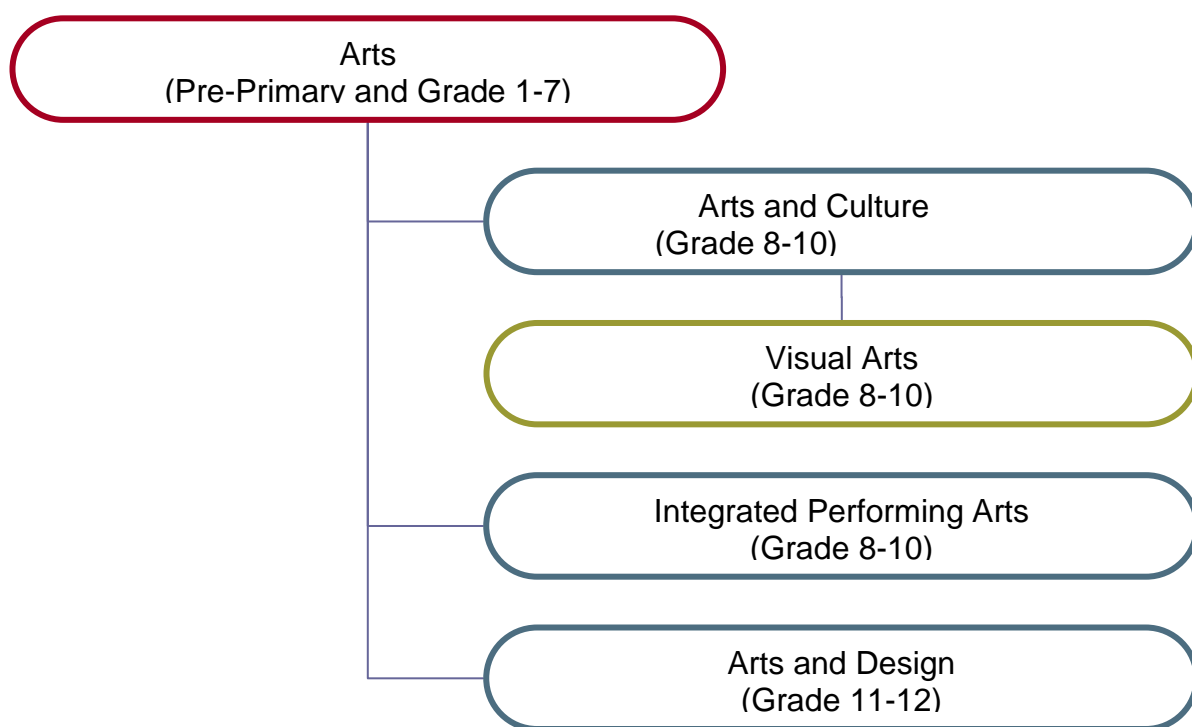 Arts
(Pre-Primary and Grade 1-7)
Arts and Culture
(Grade 8-10)
Visual Arts
(Grade 8-10)
Integrated Performing Arts
(Grade 8-10)
Arts and Design
(Grade 11-12)